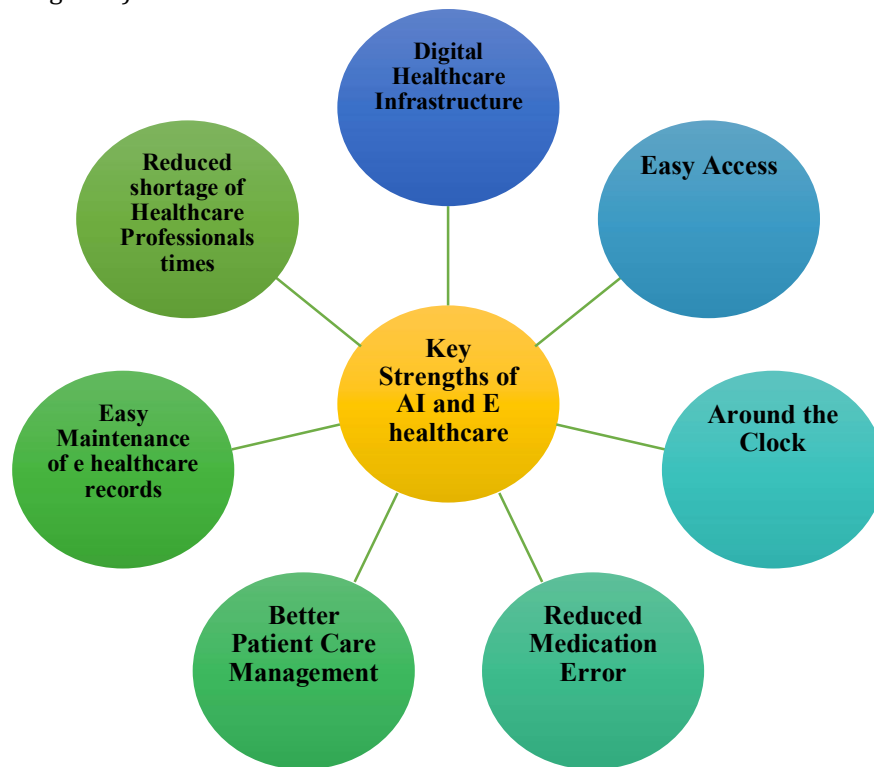 Digital
Healthcare
Infrastructure
Easy Access
Around the
Clock
Reduced
Medication
Error
Better
Patient Care
Management
Easy
Maintenance
of e healthcare
records
Reduced
shortage of
Healthcare
Professionals
times
Key
Strengths of
AI and E
healthcare